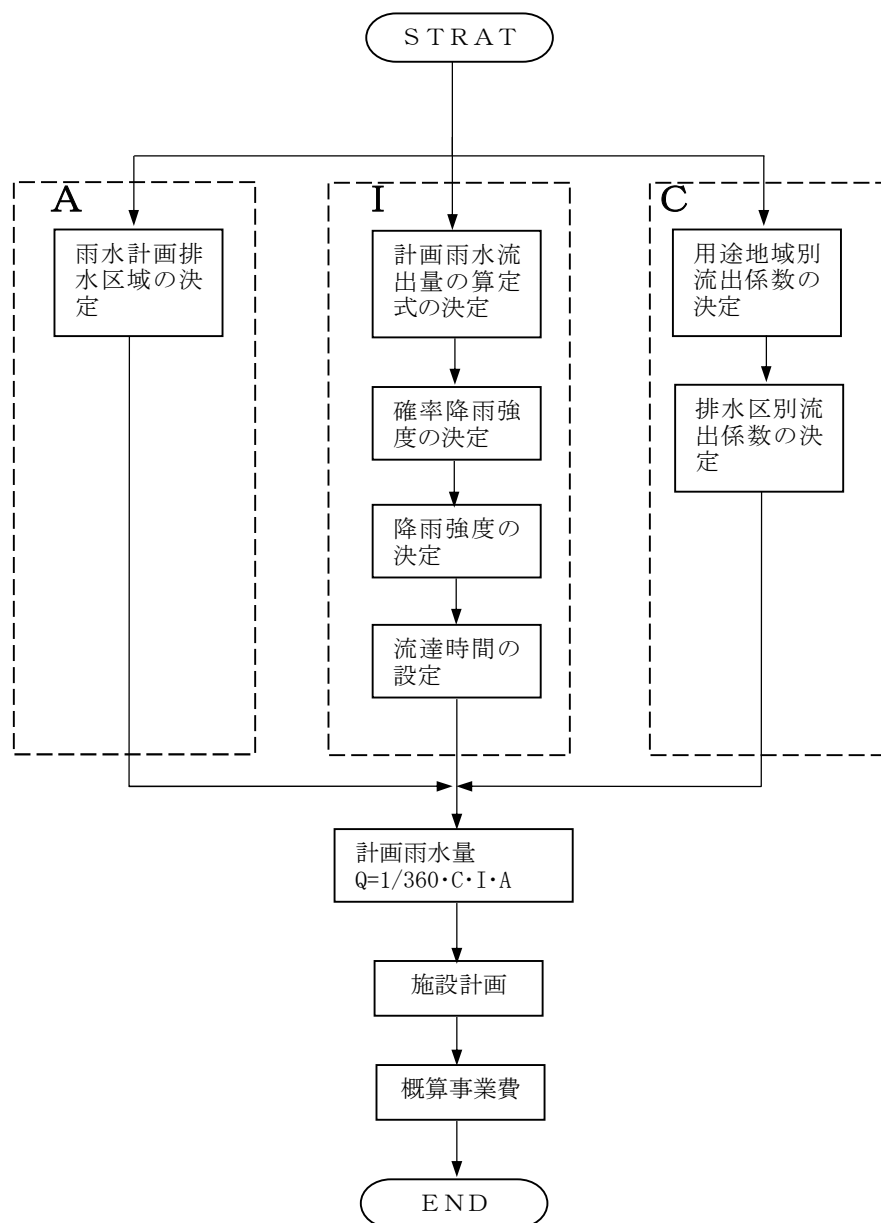 STRAT
A
雨水計画排
水区域の決
定
I
計画雨水流
出量の算定
式の決定
確率降雨強
度の決定
降雨強度の
決定
流達時間の
設定
C
用途地域別
流出係数の
決定
排水区別流
出係数の決
定
計画雨水量
Q=1/360・C・I・A
施設計画
概算事業費
END